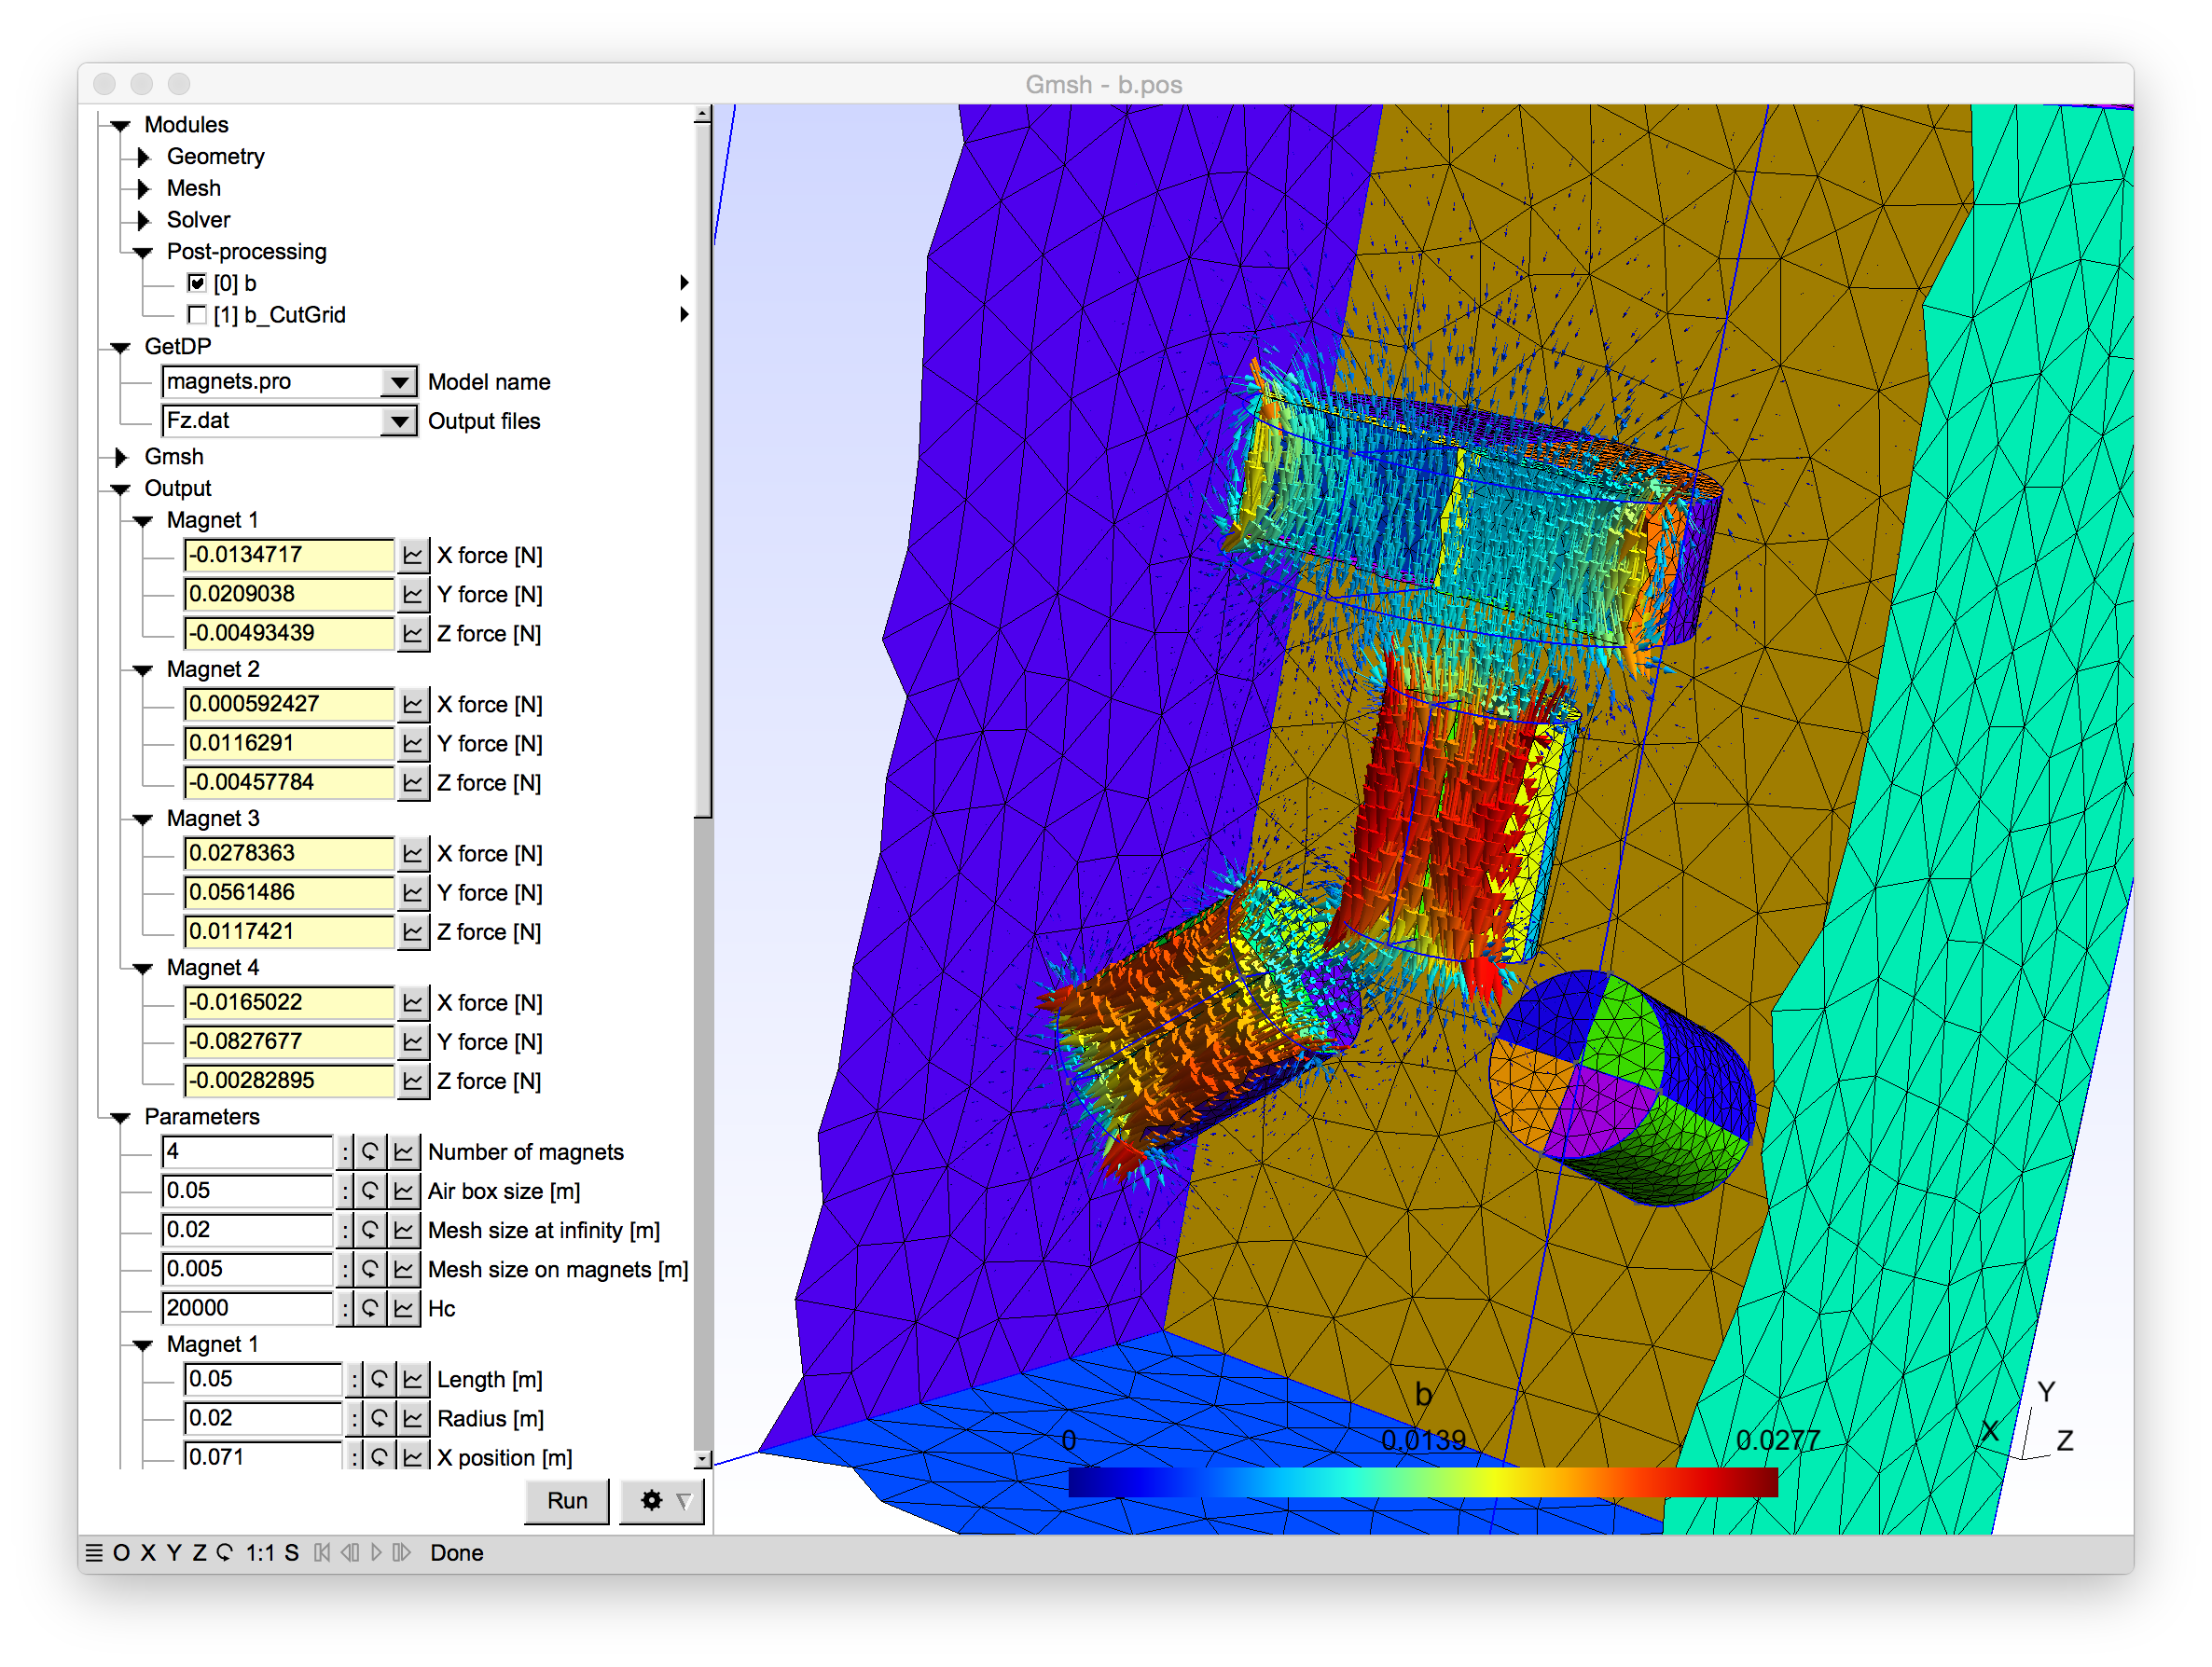 Gmsh - b.pos
Modules
Geometry
Mesh
Solver
Post-processing
[0] b
[1] b_CutGrid
GetDP
magnets.pro Model name
Fz.dat Output files
Gmsh
Output
Magnet 1
-0.0134717 X force [N]
0.0209038 Y force [N]
-0.00493439 Z force [N]
Magnet 2
0.000592427 X force [N]
0.0116291 Y force [N]
-0.00457784 Z force [N]
Magnet 3
0.0278363 X force [N]
0.0561486 Y force [N]
0.0117421 Z force [N]
Magnet 4
-0.0165022 X force [N]
-0.0827677 Y force [N]
-0.00282895 Z force [N]
Parameters
4 : Number of magnets
0.05 : Air box size [m]
0.02 : Mesh size at infinity [m]
0.005 : Mesh size on magnets [m]
20000 : Hc
Magnet 1
0.05 : Length [m]
0.02 : Radius [m]
0.071 : X position [m]
Run
O X Y Z 1:1 S Done
b
0 0.0139 0.0277
Y
X Z